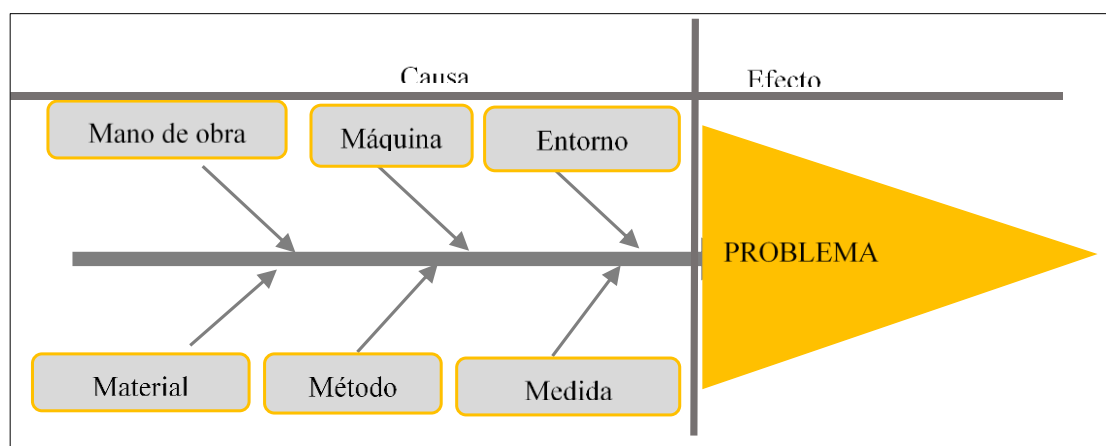 Causa
Efecto
Mano de obra
Máquina
Entorno
PROBLEMA
Material
Método
Medida